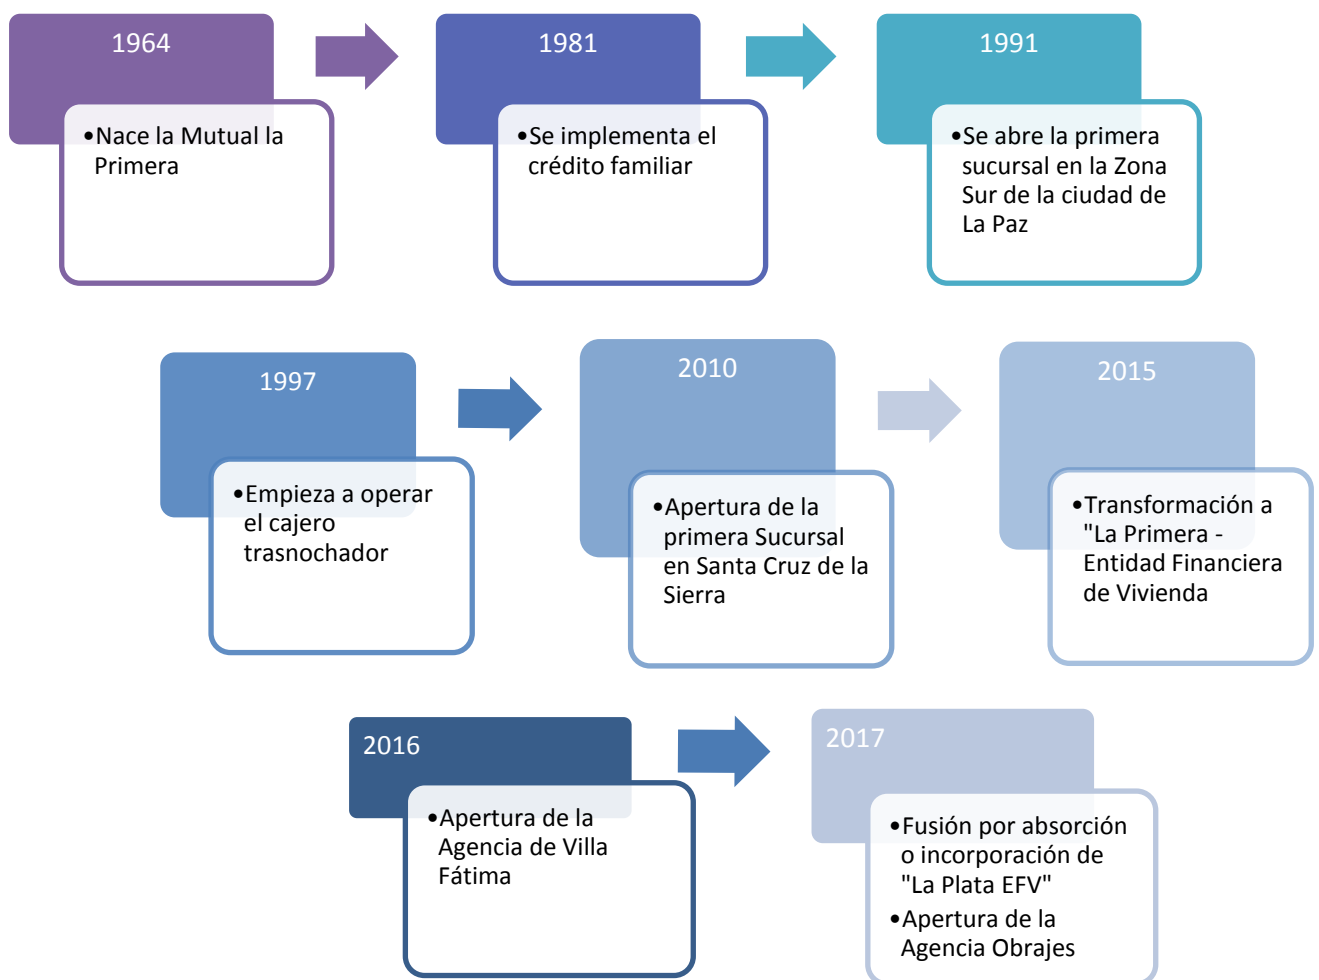 1964
•Nace la Mutual la
Primera
1981
•Se implementa el
crédito familiar
1991
•Se abre la primera
sucursal en la Zona
Sur de la ciudad de
La Paz
1997
•Empieza a operar
el cajero
trasnochador
2010
•Apertura de la
primera Sucursal
en Santa Cruz de la
Sierra
2015
•Transformación a
"La Primera -
Entidad Financiera
de Vivienda
2016
•Apertura de la
Agencia de Villa
Fátima
2017
•Fusión por absorción
o incorporación de
"La Plata EFV"
•Apertura de la
Agencia Obrajes